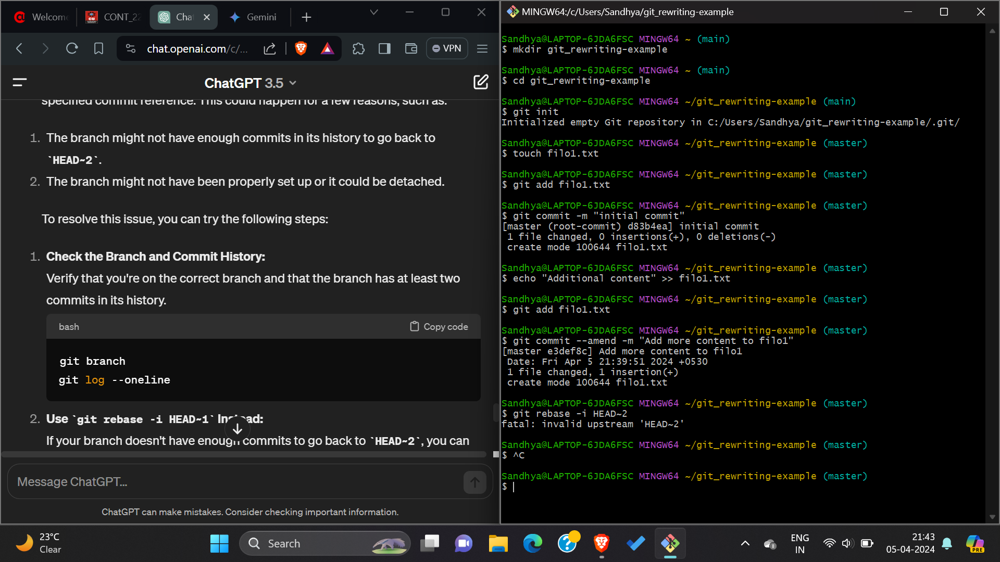 Welcome
CONT_22
Chat
Gemini
chat.openai.com/c/...
VPN
ChatGPT 3.5
specified commit reference. This could happen for a few reasons, such as:
1. The branch might not have enough commits in its history to go back to
`HEAD~2`.
2. The branch might not have been properly set up or it could be detached.
To resolve this issue, you can try the following steps:
1. Check the Branch and Commit History:
Verify that you're on the correct branch and that the branch has at least two
commits in its history.
bash
Copy code
git branch
git log --oneline
2. Use `git rebase -i HEAD~1` Instead:
If your branch doesn't have enough commits to go back to `HEAD~2`, you can
Message ChatGPT...
ChatGPT can make mistakes. Consider checking important information.
MINGW64:/c/Users/Sandhya/git_rewriting-example
Sandhya@LAPTOP-6JDA6FSC MINGW64 ~ (main)
$ mkdir git_rewriting-example
Sandhya@LAPTOP-6JDA6FSC MINGW64 ~ (main)
$ cd git_rewriting-example
Sandhya@LAPTOP-6JDA6FSC MINGW64 ~/git_rewriting-example (main)
$ git init
Initialized empty Git repository in C:/Users/Sandhya/git_rewriting-example/.git/
Sandhya@LAPTOP-6JDA6FSC MINGW64 ~/git_rewriting-example (master)
$ touch filo1.txt
Sandhya@LAPTOP-6JDA6FSC MINGW64 ~/git_rewriting-example (master)
$ git add filo1.txt
Sandhya@LAPTOP-6JDA6FSC MINGW64 ~/git_rewriting-example (master)
$ git commit -m "initial commit"
[master (root-commit) d83b4ea] initial commit
1 file changed, 0 insertions(+), 0 deletions(-)
create mode 100644 filo1.txt
Sandhya@LAPTOP-6JDA6FSC MINGW64 ~/git_rewriting-example (master)
$ echo "Additional content" >> filo1.txt
Sandhya@LAPTOP-6JDA6FSC MINGW64 ~/git_rewriting-example (master)
$ git add filo1.txt
Sandhya@LAPTOP-6JDA6FSC MINGW64 ~/git_rewriting-example (master)
$ git commit --amend -m "Add more content to filo1"
[master e3def8c] Add more content to filo1
Date: Fri Apr 5 21:39:51 2024 +0530
1 file changed, 1 insertion(+)
create mode 100644 filo1.txt
Sandhya@LAPTOP-6JDA6FSC MINGW64 ~/git_rewriting-example (master)
$ git rebase -i HEAD~2
fatal: invalid upstream 'HEAD~2'
Sandhya@LAPTOP-6JDA6FSC MINGW64 ~/git_rewriting-example (master)
$ ^C
Sandhya@LAPTOP-6JDA6FSC MINGW64 ~/git_rewriting-example (master)
$
23°C
Clear
Search
ENG
IN
21:43
05-04-2024
PRE